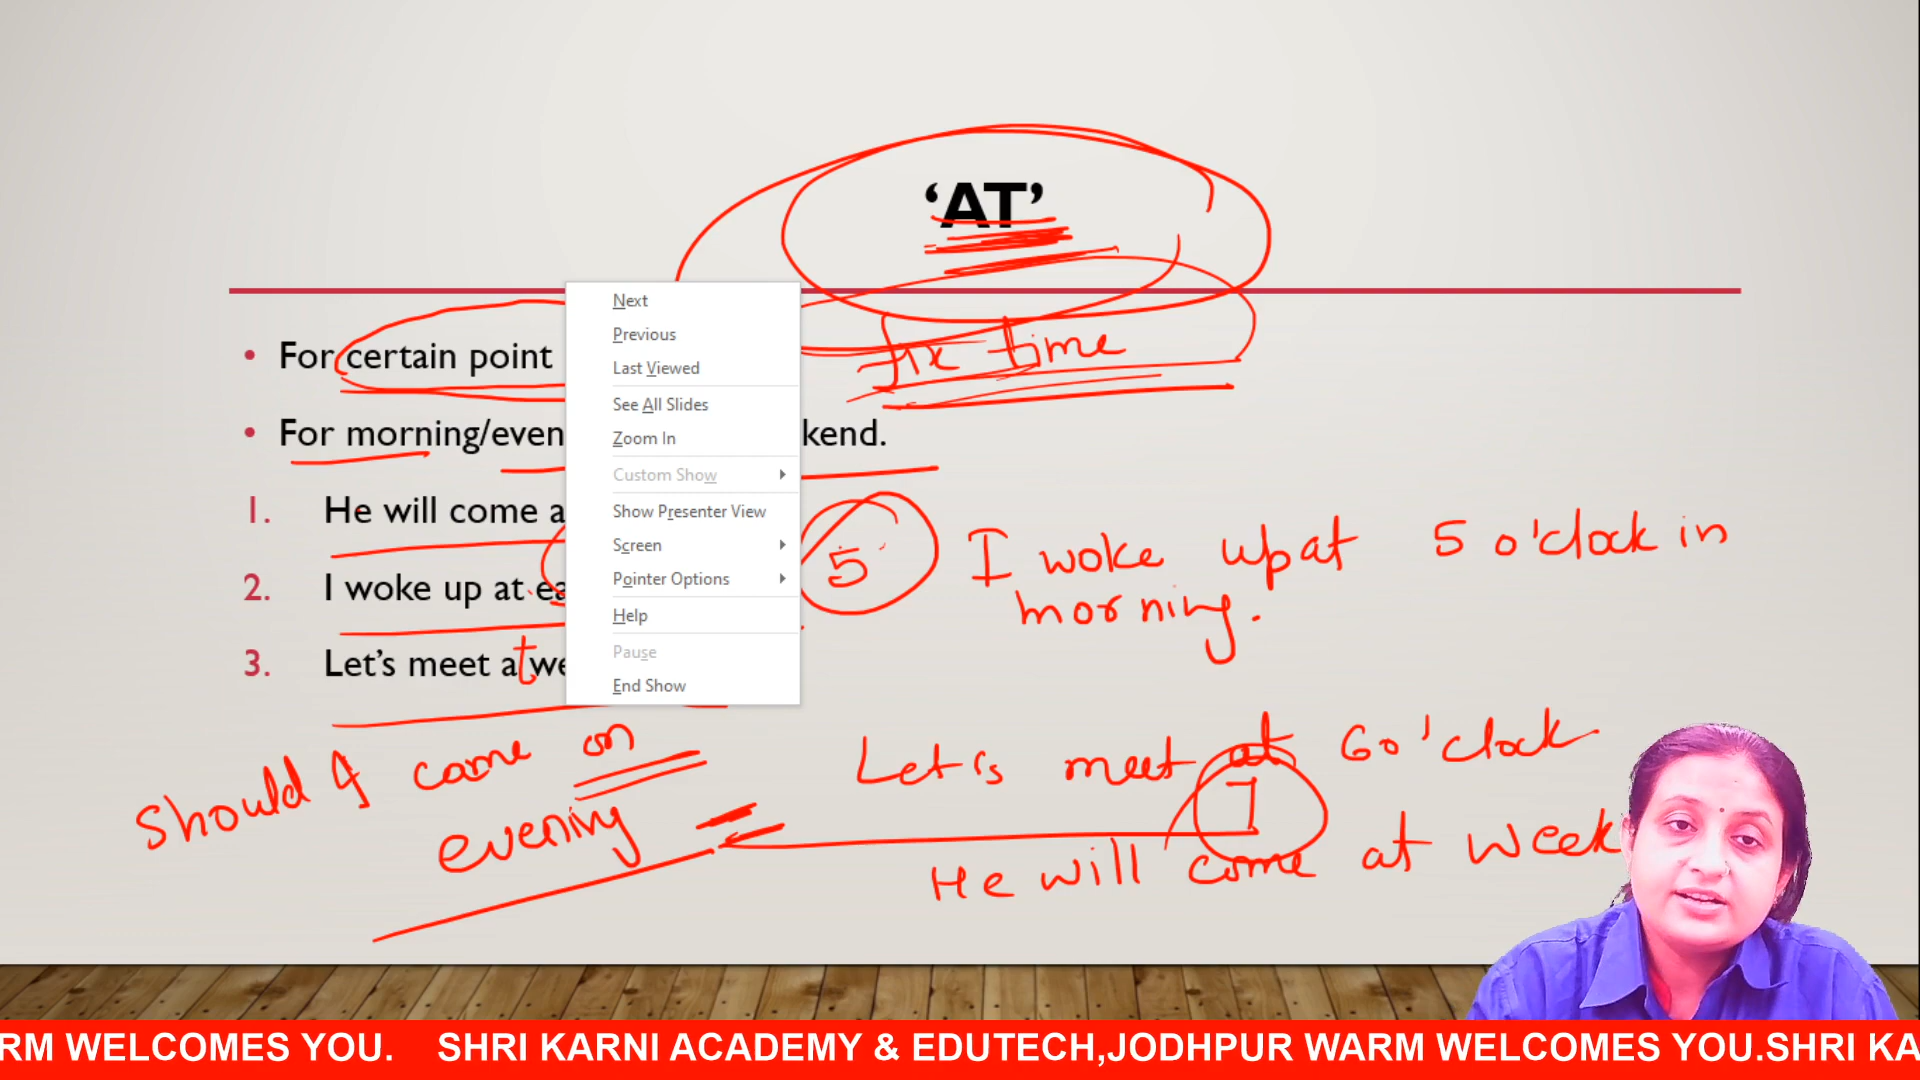 ‘AT’
For certain point
fix time
For morning/even kend.
1. He will come a
5
I woke up at 5 o'clock in
morning.
2. I woke up at ea
3. Let’s meet at we
Next
Previous
Last Viewed
See All Slides
Zoom In
Custom Show
Show Presenter View
Screen
Pointer Options
Help
Pause
End Show
Should I come on
evening
Let's meet at 6 o'clock
7
He will come at week
RM WELCOMES YOU. SHRI KARNI ACADEMY & EDUTECH,JODHPUR WARM WELCOMES YOU.SHRI KA